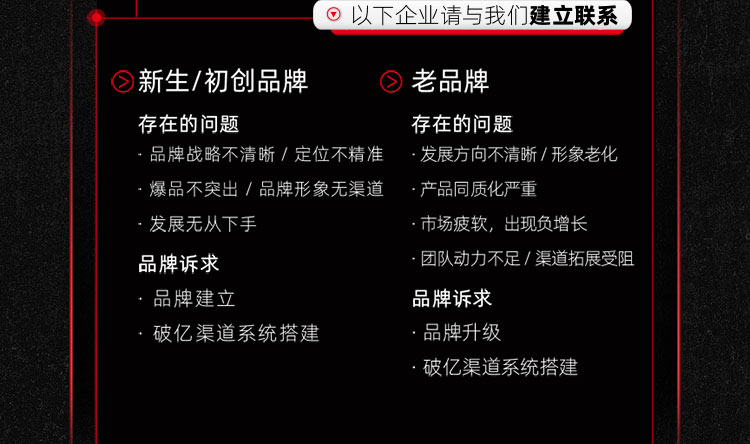 以下企业请与我们建立联系
新生/初创品牌
存在的问题
· 品牌战略不清晰 / 定位不精准
· 爆品不突出 / 品牌形象无渠道
· 发展无从下手
品牌诉求
· 品牌建立
· 破亿渠道系统搭建
老品牌
存在的问题
· 发展方向不清晰 / 形象老化
· 产品同质化严重
· 市场疲软，出现负增长
· 团队动力不足 / 渠道拓展受阻
品牌诉求
· 品牌升级
· 破亿渠道系统搭建